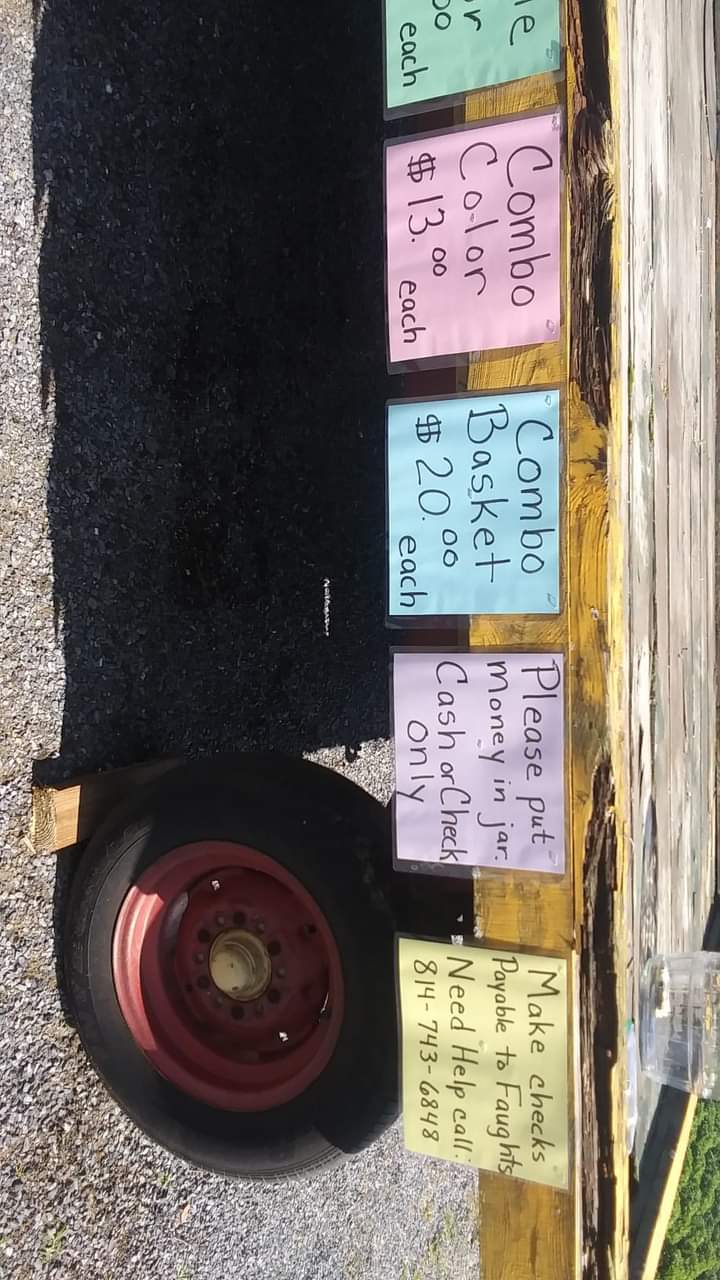 each
Combo
Color
$13.00 each
Combo
Basket
$20.00 each
Please put
money in jar.
Cash or Check
only
Make checks
Payable to Faughts
Need Help call:
814-743-6848